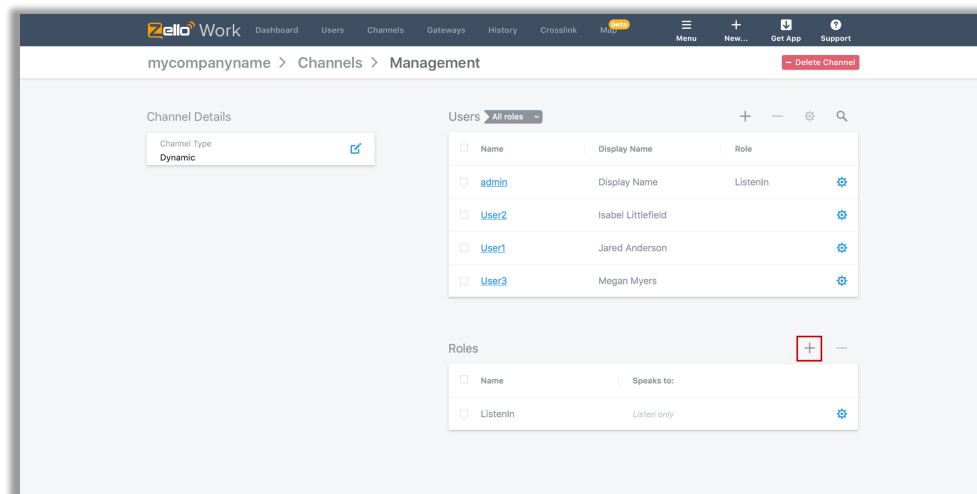 Zello Work Dashboard Users Channels Gateways History Crosslink Map beta Menu New... Get App Support
mycompanyname > Channels > Management − Delete Channel
Channel Details
Channel Type
Dynamic
Users All roles
Name Display Name Role
admin Display Name ListenIn
User2 Isabel Littlefield
User1 Jared Anderson
User3 Megan Myers
Roles
Name Speaks to:
ListenIn Listen only